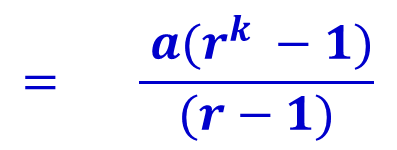 = a(r^k − 1) / (r − 1)